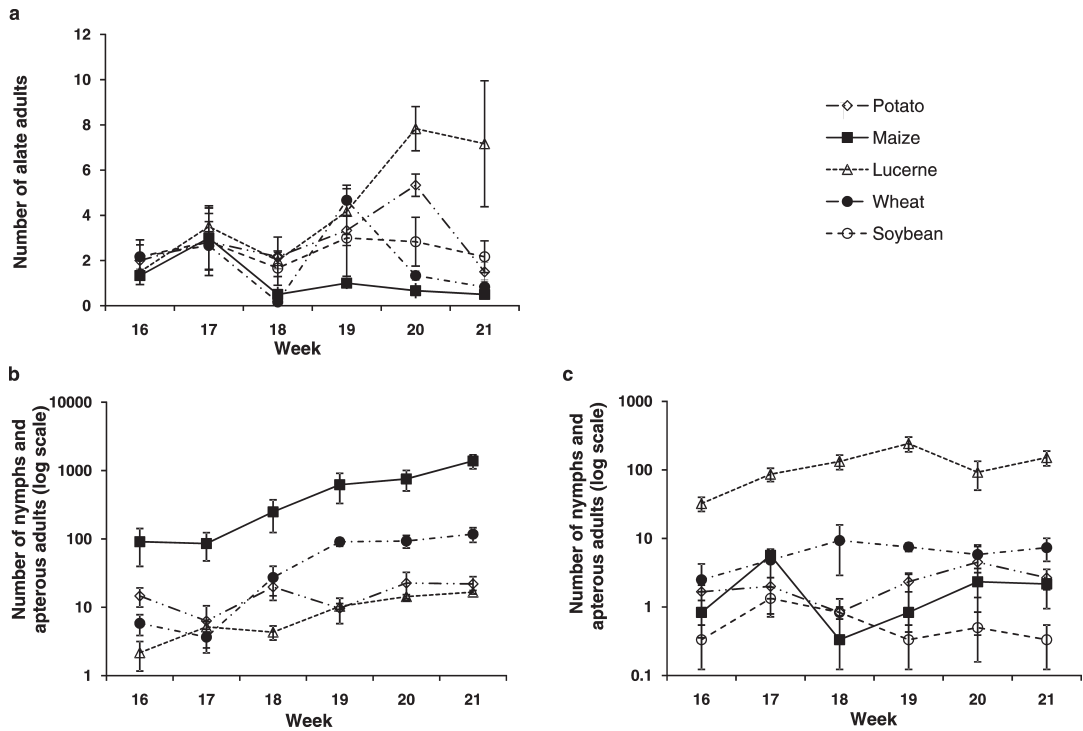 a
Number of alate adults
12
10
8
6
4
2
0
16 17 18 19 20 21
Week
Potato
Maize
Lucerne
Wheat
Soybean
b
Number of nymphs and
apterous adults (log scale)
10000
1000
100
10
1
16 17 18 19 20 21
Week
c
Number of nymphs and
apterous adults (log scale)
1000
100
10
1
0.1
16 17 18 19 20 21
Week